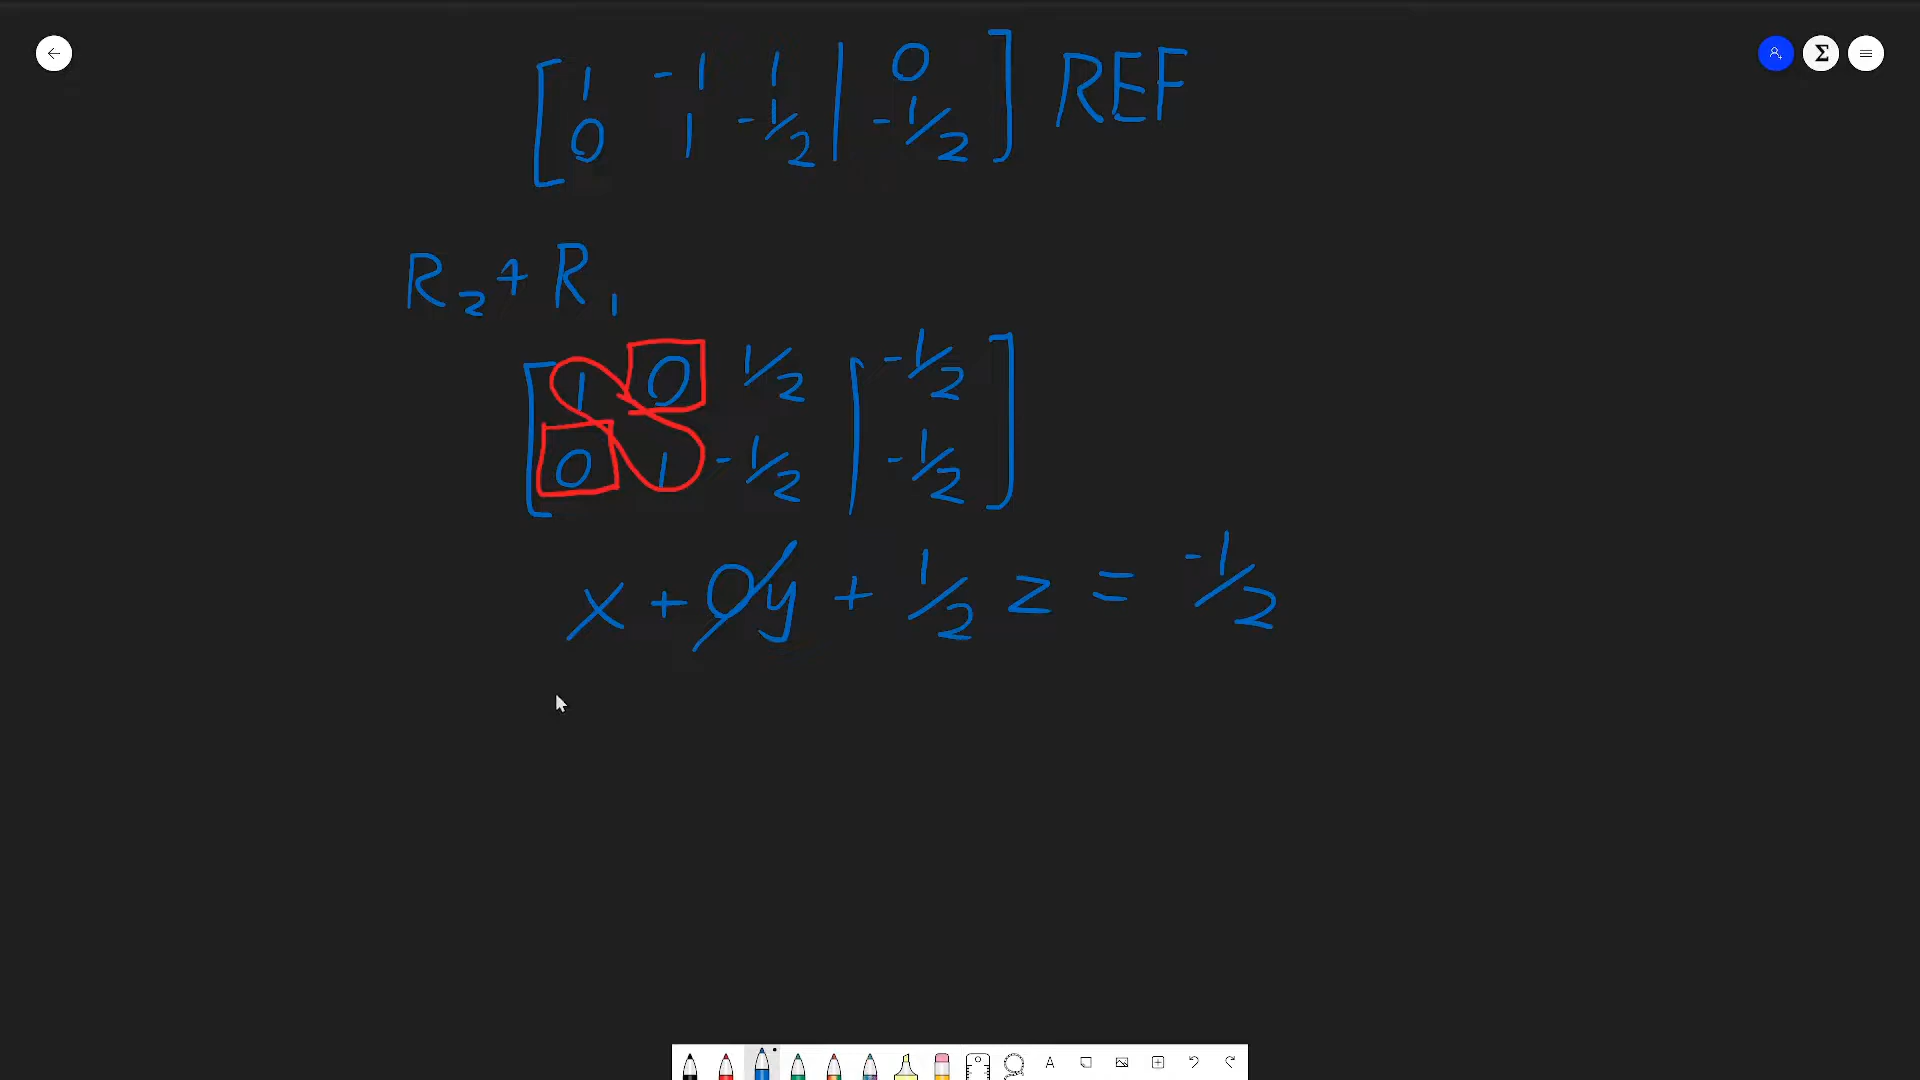 [ 1 -1 1 | 0 ] REF
[ 0 1 -1/2 | -1/2 ]
R₂ + R₁
[ 1 0 1/2 | -1/2 ]
[ 0 1 -1/2 | -1/2 ]
x + 0y + 1/2 z = -1/2
Σ
A